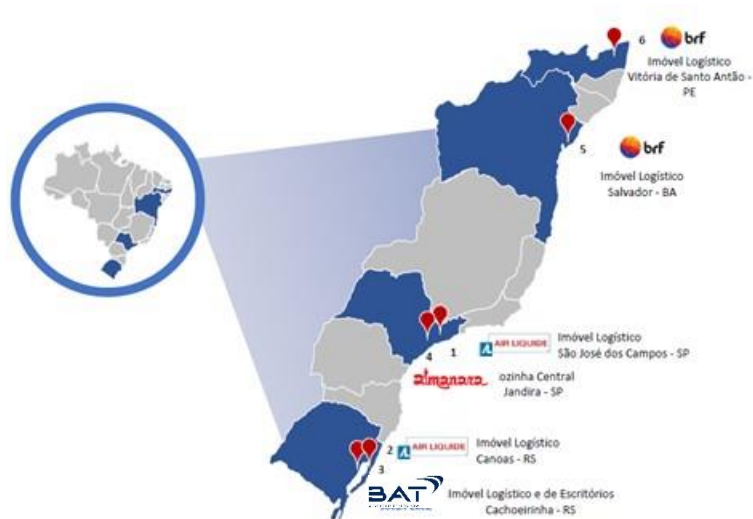 6 brf
Imóvel Logístico
Vitória de Santo Antão -
PE
5 brf
Imóvel Logístico
Salvador - BA
4 1 AIR LIQUIDE Imóvel Logístico
São José dos Campos - SP
almanara ozinha Central
Jandira - SP
2 AIR LIQUIDE Imóvel Logístico
Canoas - RS
3
BAT
Imóvel Logístico e de Escritórios
Cachoeirinha - RS